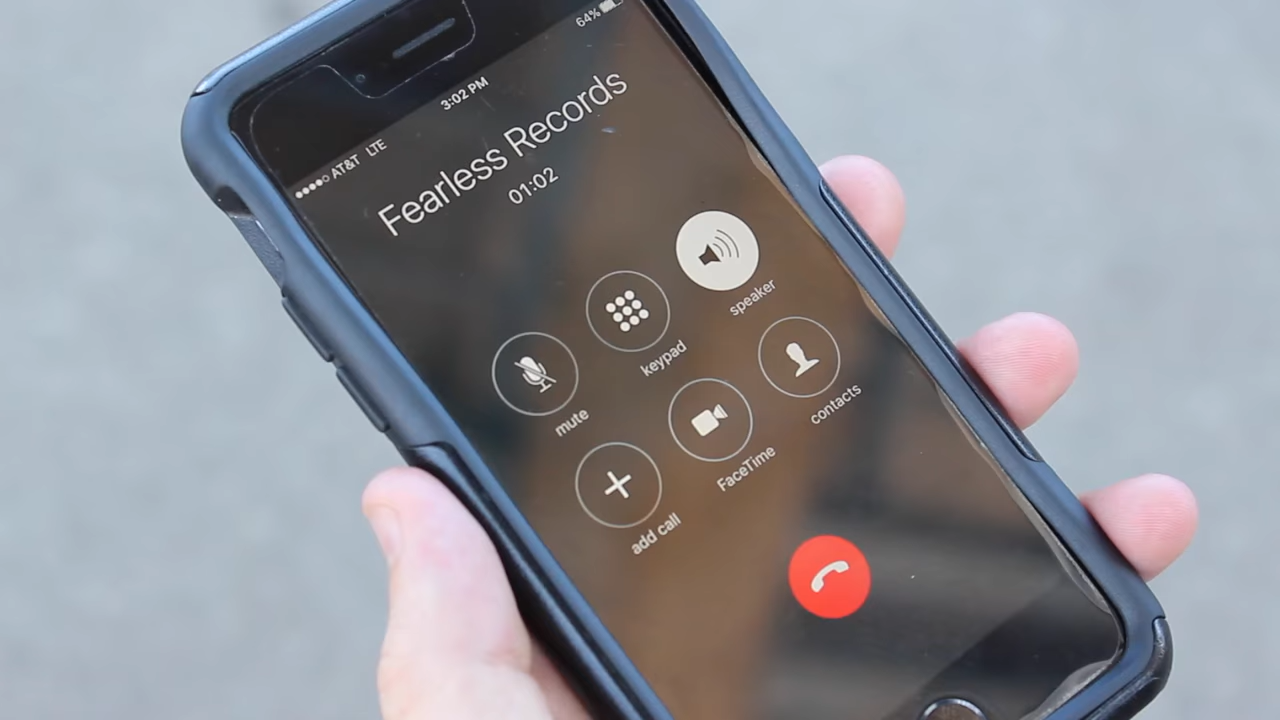 64%
3:02 PM
AT&T LTE
Fearless Records
01:02
mute
keypad
speaker
add call
FaceTime
contacts